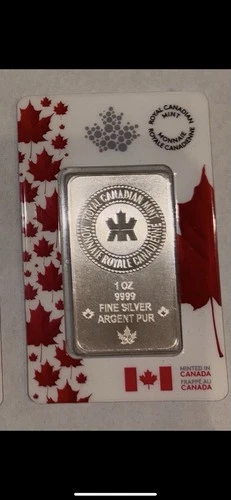 ROYAL CANADIAN
MINT
MONNAIE
ROYALE CANADIENNE
ROYAL CANADIAN MINT
MONNAIE ROYALE CANADIENNE
1 OZ
9999
FINE SILVER
ARGENT PUR
MINTED IN
CANADA
FRAPPÉ AU
CANADA